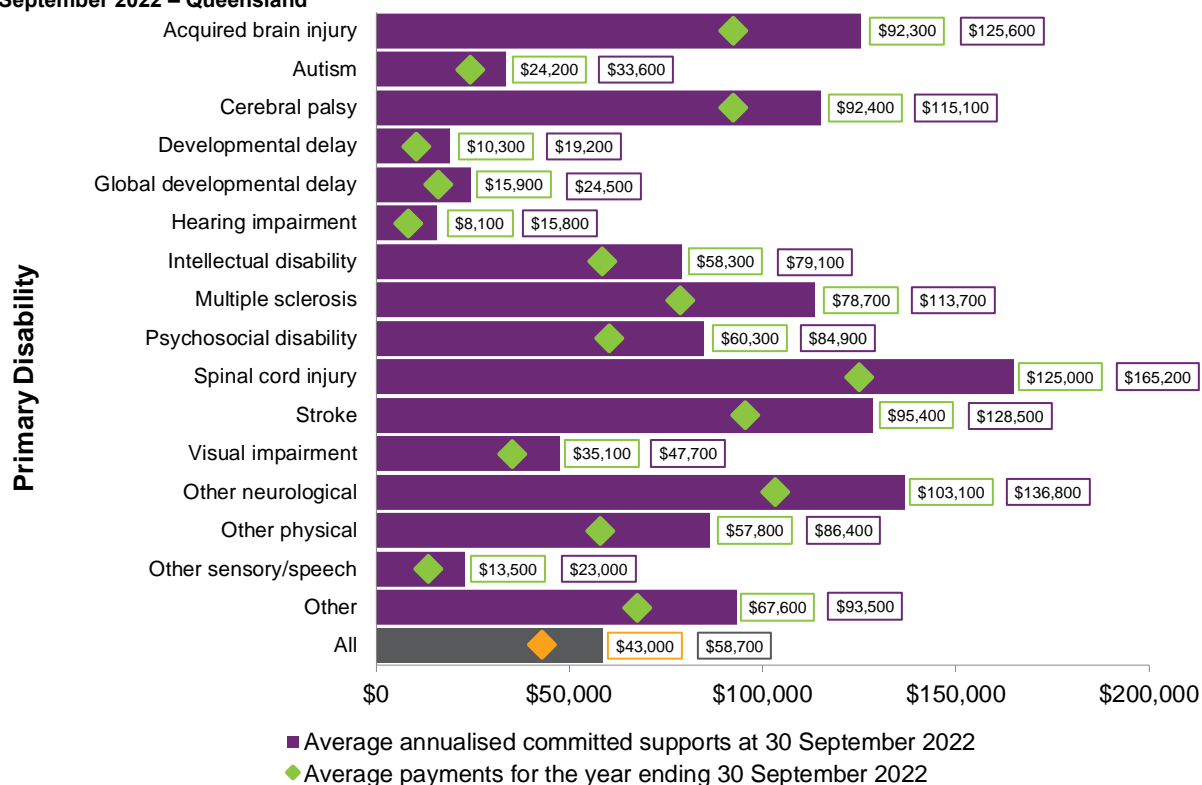 September 2022 – Queensland
Primary Disability
Acquired brain injury $92,300 $125,600
Autism $24,200 $33,600
Cerebral palsy $92,400 $115,100
Developmental delay $10,300 $19,200
Global developmental delay $15,900 $24,500
Hearing impairment $8,100 $15,800
Intellectual disability $58,300 $79,100
Multiple sclerosis $78,700 $113,700
Psychosocial disability $60,300 $84,900
Spinal cord injury $125,000 $165,200
Stroke $95,400 $128,500
Visual impairment $35,100 $47,700
Other neurological $103,100 $136,800
Other physical $57,800 $86,400
Other sensory/speech $13,500 $23,000
Other $67,600 $93,500
All $43,000 $58,700
$0 $50,000 $100,000 $150,000 $200,000
Average annualised committed supports at 30 September 2022
Average payments for the year ending 30 September 2022